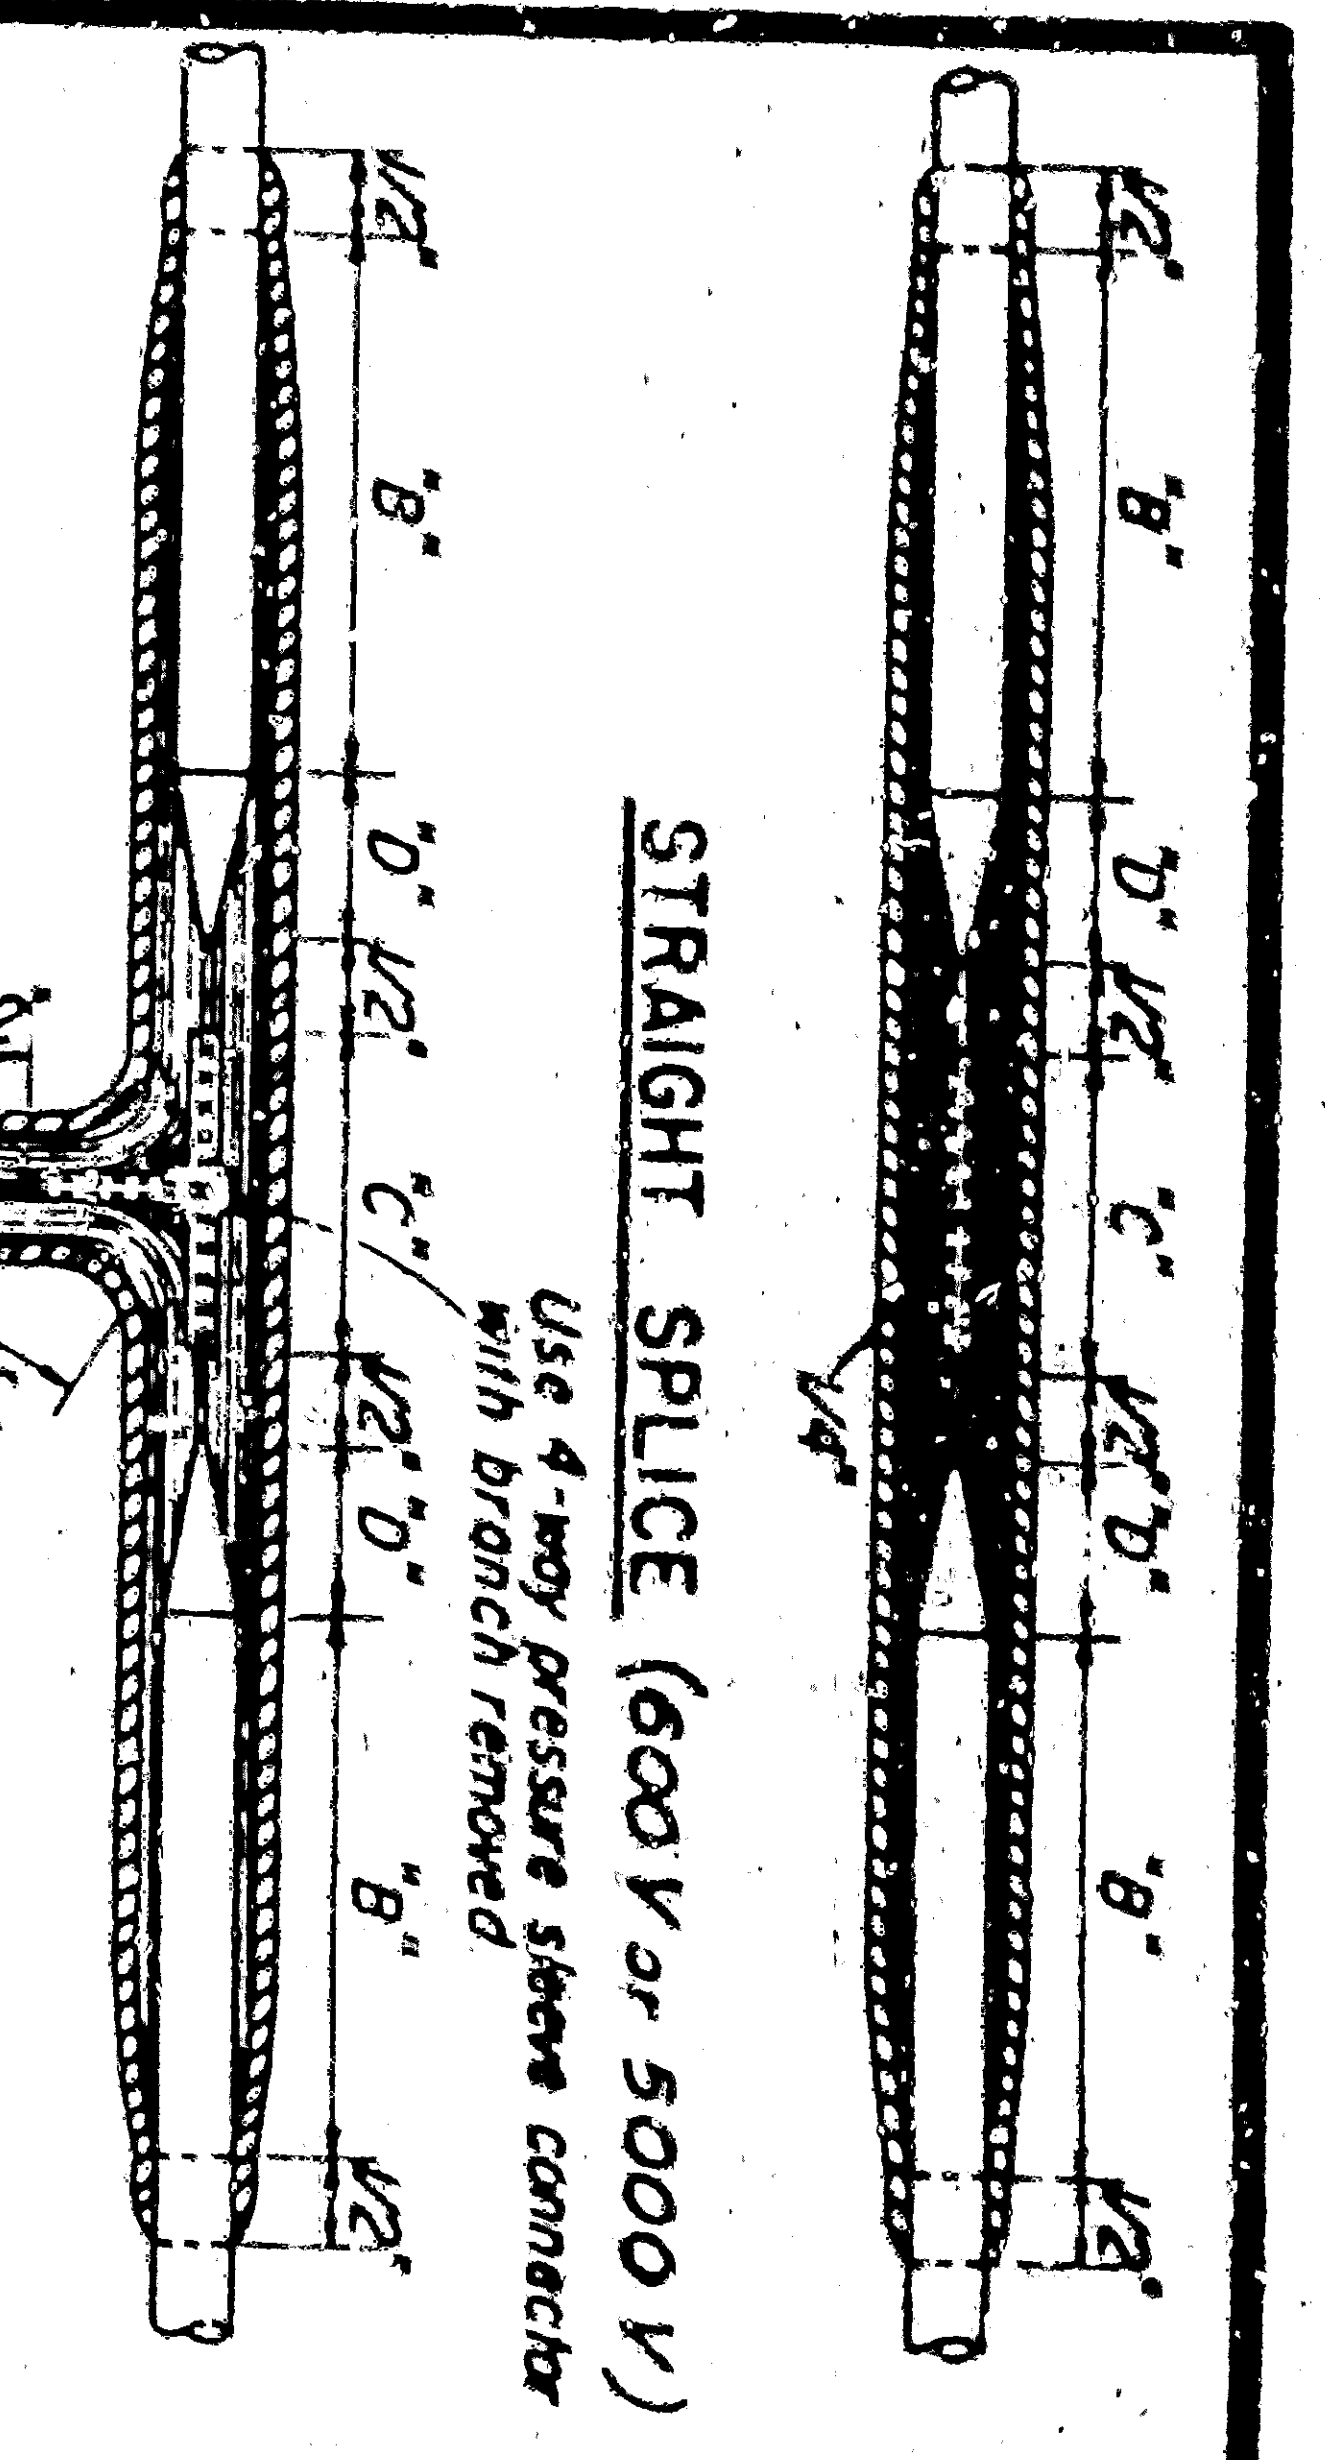 1/2" "B" "D" 1/2" "C" 1/2" "D" "B" 1/2"
1/4"
STRAIGHT SPLICE (600 V or 5000 V)
Use 4-way pressure sleeve connector
with branch removed
1/2" "B" "D" 1/2" "C" 1/2" "D" "B" 1/2"